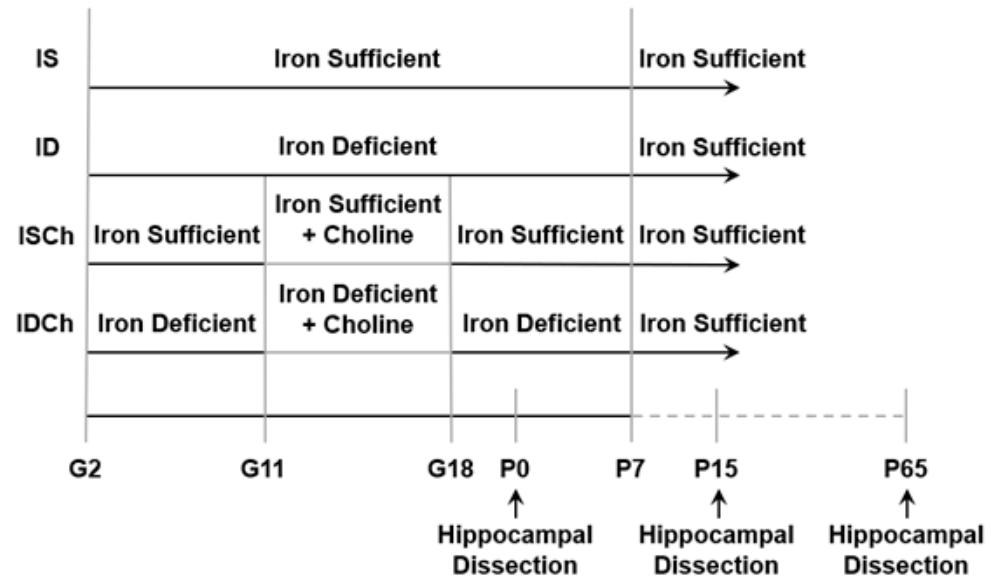 IS Iron Sufficient Iron Sufficient
ID Iron Deficient Iron Sufficient
Iron Sufficient
ISCh Iron Sufficient + Choline Iron Sufficient Iron Sufficient
Iron Deficient
IDCh Iron Deficient + Choline Iron Deficient Iron Sufficient
G2 G11 G18 P0 P7 P15 P65
Hippocampal Hippocampal Hippocampal
Dissection Dissection Dissection